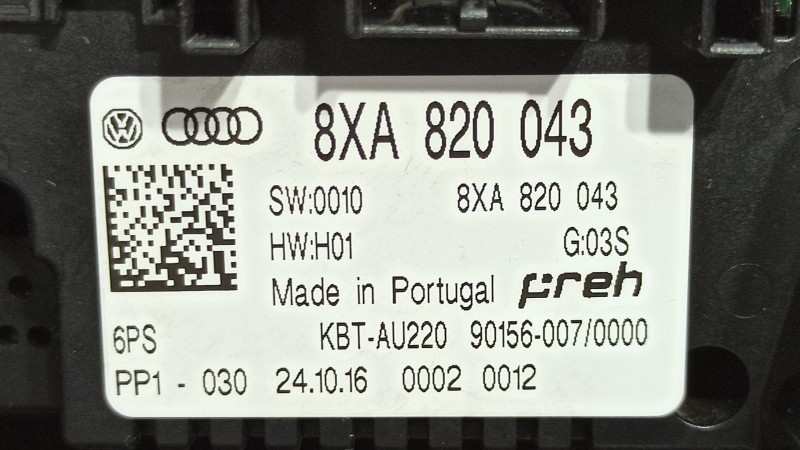 8XA 820 043
SW:0010 8XA 820 043
HW:H01 G:03S
Made in Portugal preh
6PS KBT-AU220 90156-007/0000
PP1 - 030 24.10.16 0002 0012